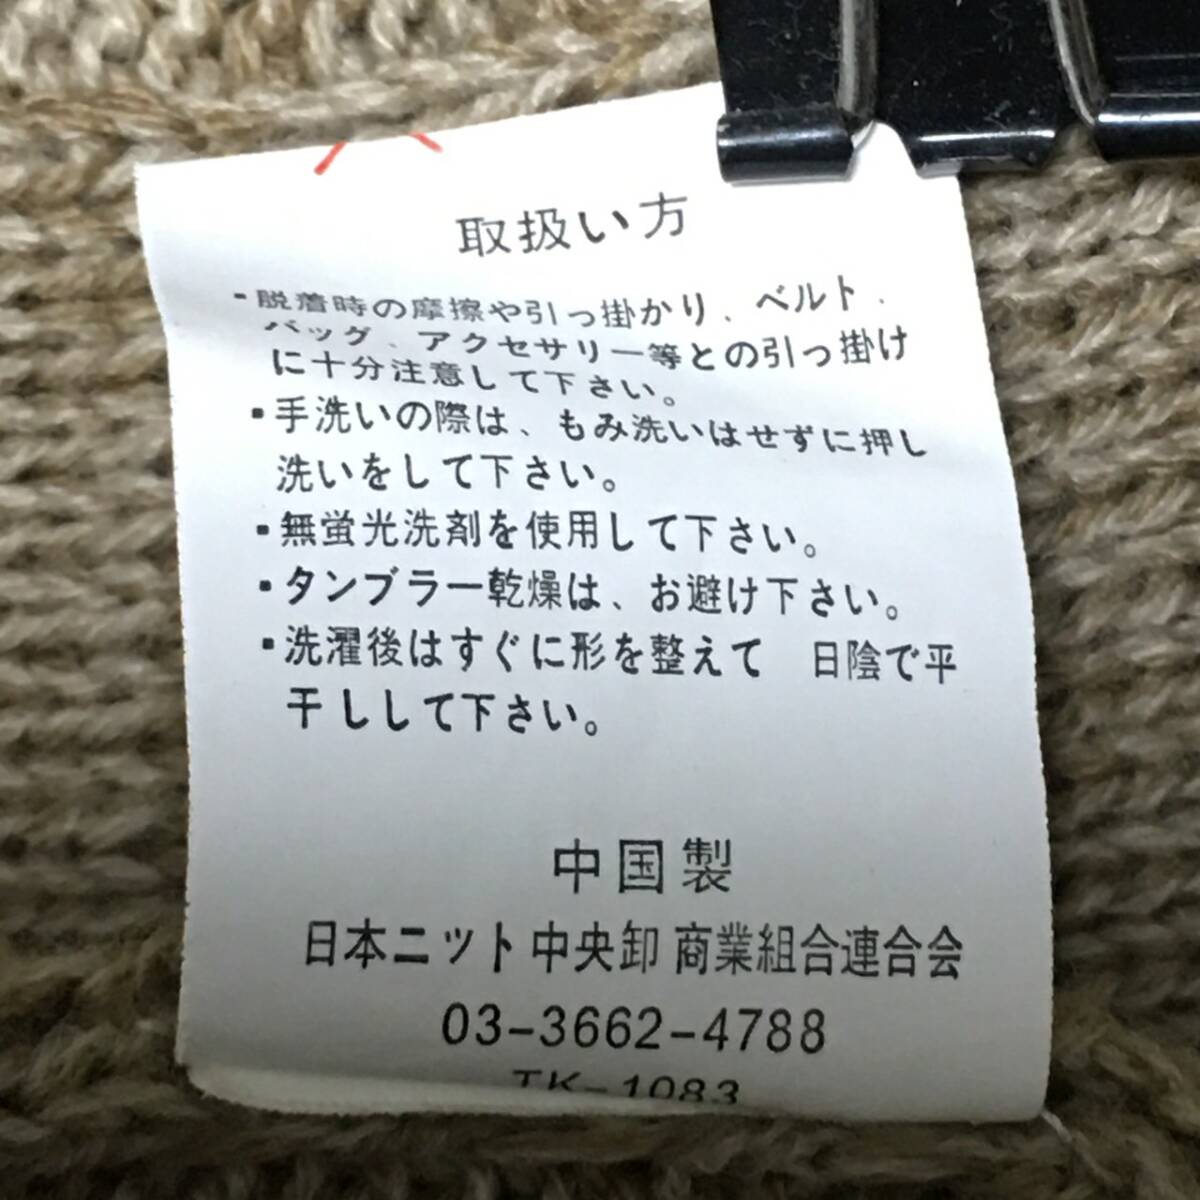 取扱い方
・脱着時の摩擦や引っ掛かり、ベルト、
バッグ、アクセサリー等との引っ掛け
に十分注意して下さい。
・手洗いの際は、もみ洗いはせずに押し
洗いをして下さい。
・無蛍光洗剤を使用して下さい。
・タンブラー乾燥は、お避け下さい。
・洗濯後はすぐに形を整えて 日陰で平
干ししして下さい。
中国製
日本ニット中央卸 商業組合連合会
03-3662-4788
TK-1083